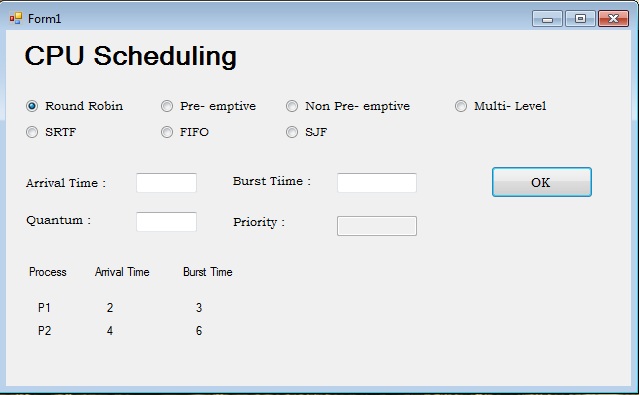 Form1
CPU Scheduling
Round Robin Pre- emptive Non Pre- emptive Multi- Level
SRTF FIFO SJF
Arrival Time : Burst Tiime : OK
Quantum : Priority :
Process Arrival Time Burst Time
P1 2 3
P2 4 6